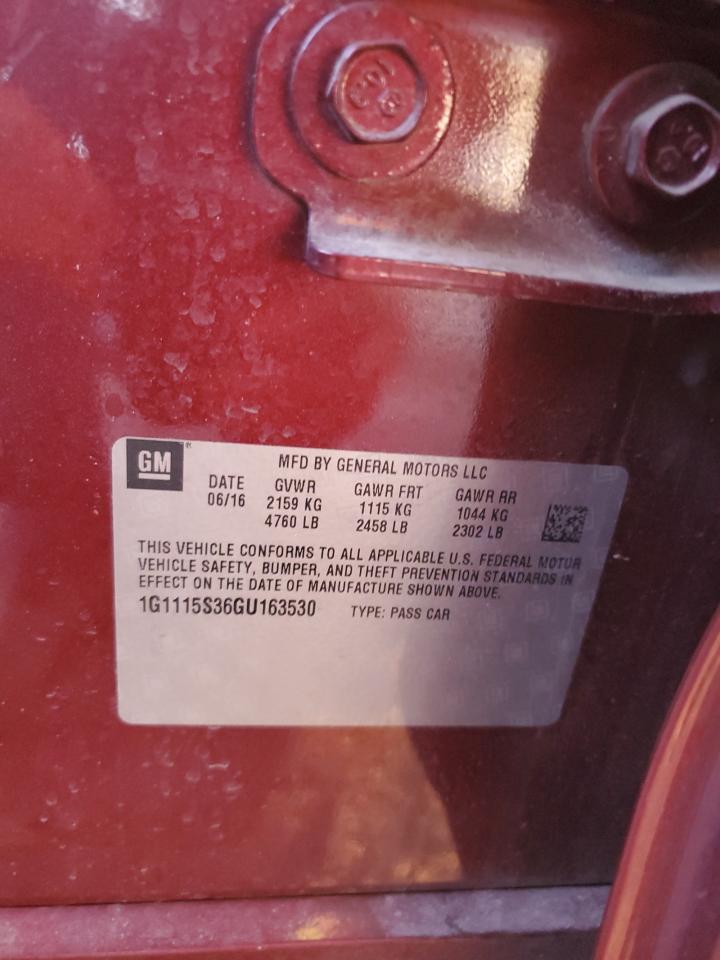 GM
MFD BY GENERAL MOTORS LLC
DATE GVWR GAWR FRT GAWR RR
06/16 2159 KG 1115 KG 1044 KG
4760 LB 2458 LB 2302 LB
THIS VEHICLE CONFORMS TO ALL APPLICABLE U.S. FEDERAL MOTOR
VEHICLE SAFETY, BUMPER, AND THEFT PREVENTION STANDARDS IN
EFFECT ON THE DATE OF MANUFACTURE SHOWN ABOVE.
1G1115S36GU163530 TYPE: PASS CAR